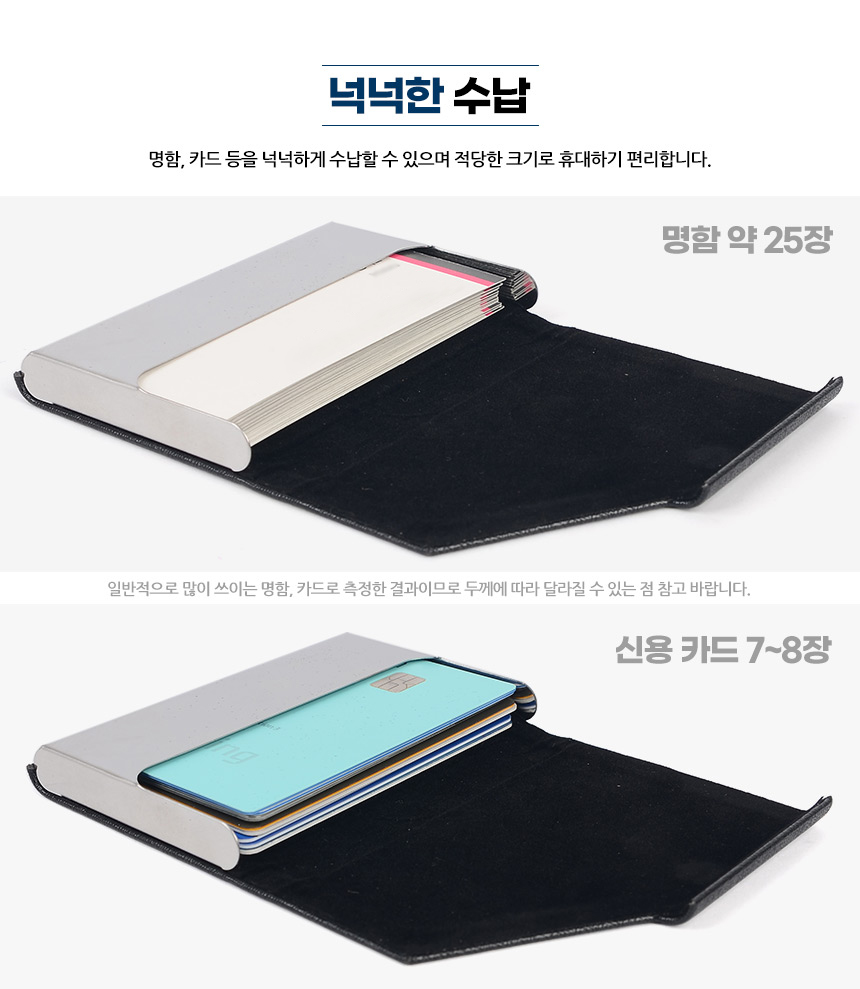 넉넉한 수납
명함, 카드 등을 넉넉하게 수납할 수 있으며 적당한 크기로 휴대하기 편리합니다.
명함 약 25장
일반적으로 많이 쓰이는 명함, 카드로 측정한 결과이므로 두께에 따라 달라질 수 있는 점 참고 바랍니다.
신용 카드 7~8장